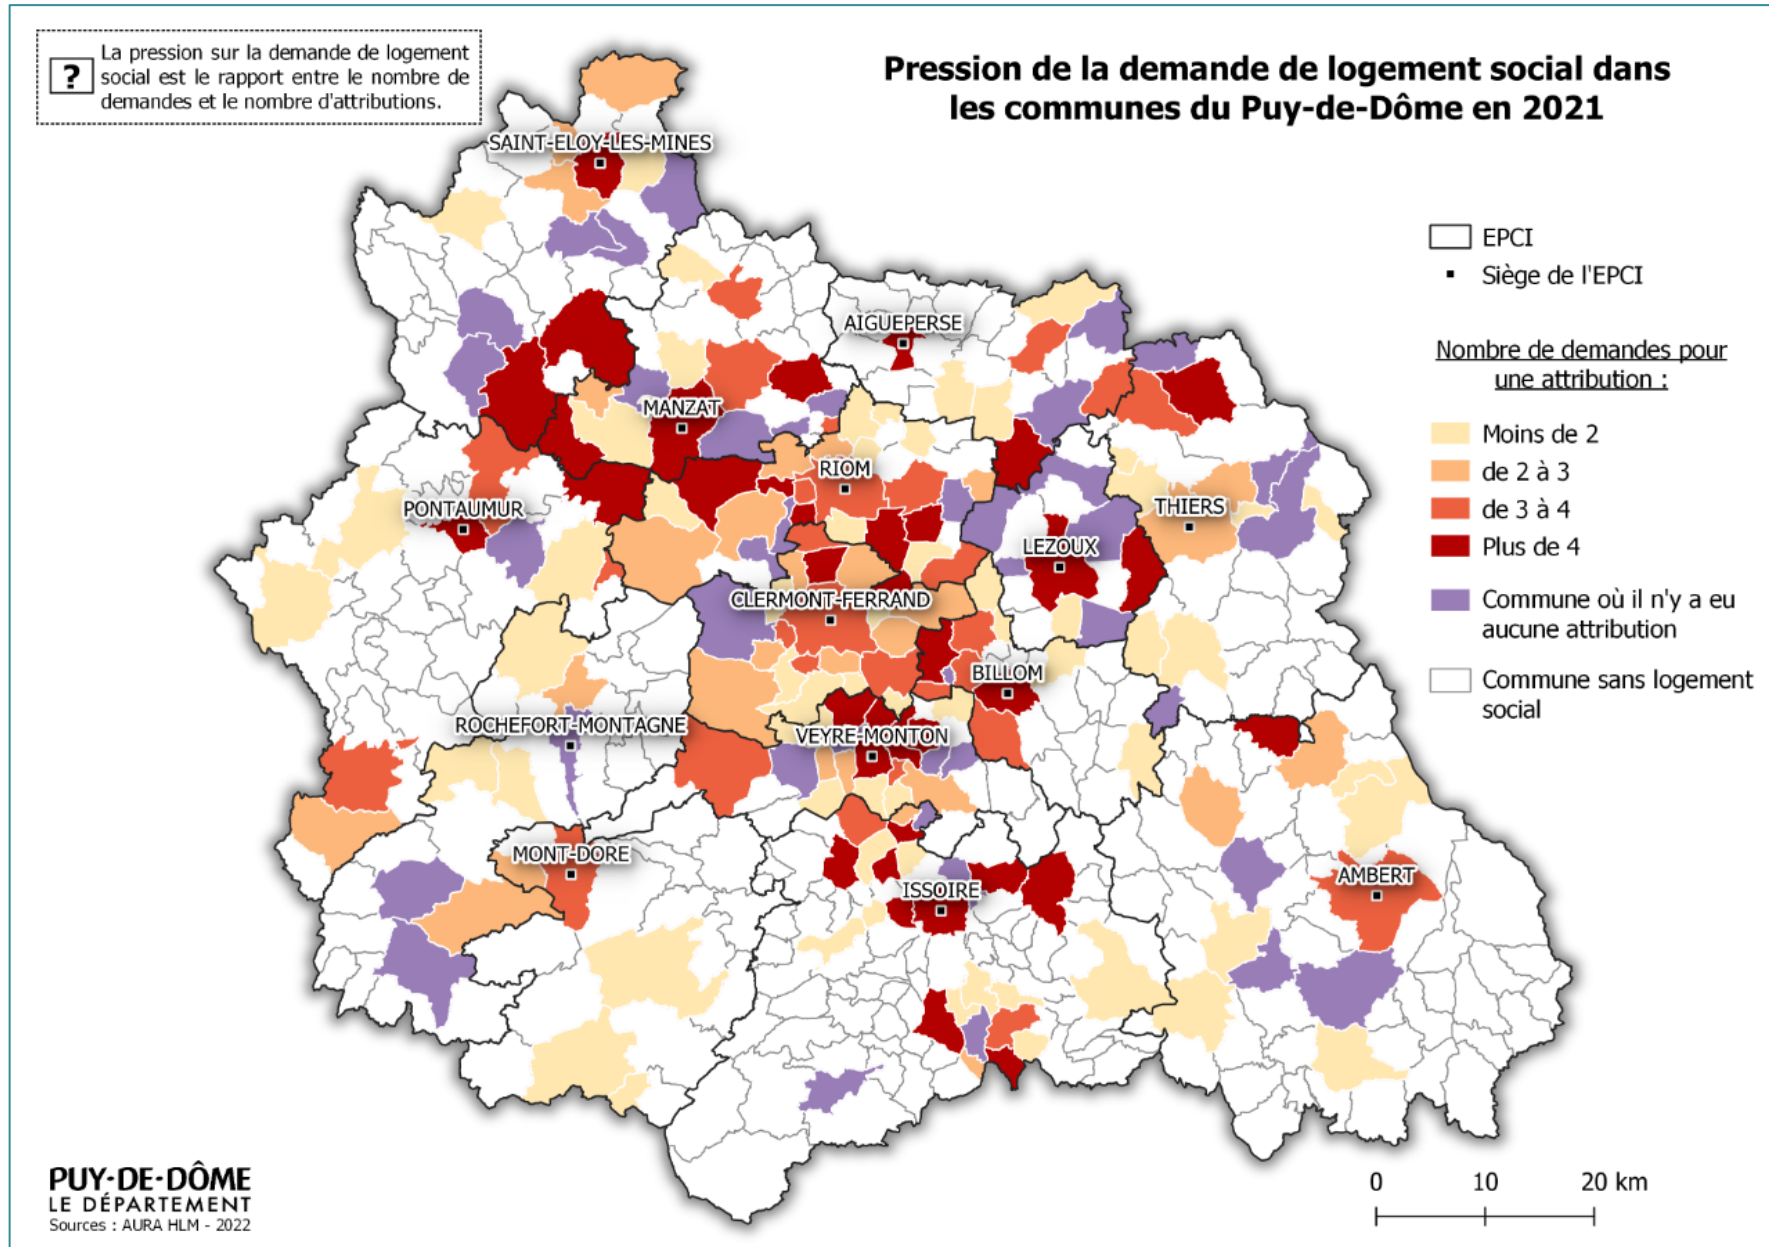 ?
La pression sur la demande de logement
social est le rapport entre le nombre de
demandes et le nombre d'attributions.
Pression de la demande de logement social dans
les communes du Puy-de-Dôme en 2021
SAINT-ELOY-LES-MINES
AIGUEPERSE
MANZAT
RIOM
PONTAUMUR
THIERS
LEZOUX
CLERMONT-FERRAND
BILLOM
ROCHEFORT-MONTAGNE
VEYRE-MONTON
MONT-DORE
ISSOIRE
AMBERT
EPCI
Siège de l'EPCI
Nombre de demandes pour
une attribution :
Moins de 2
de 2 à 3
de 3 à 4
Plus de 4
Commune où il n'y a eu
aucune attribution
Commune sans logement
social
PUY-DE-DÔME
LE DÉPARTEMENT
Sources : AURA HLM - 2022
0 10 20 km